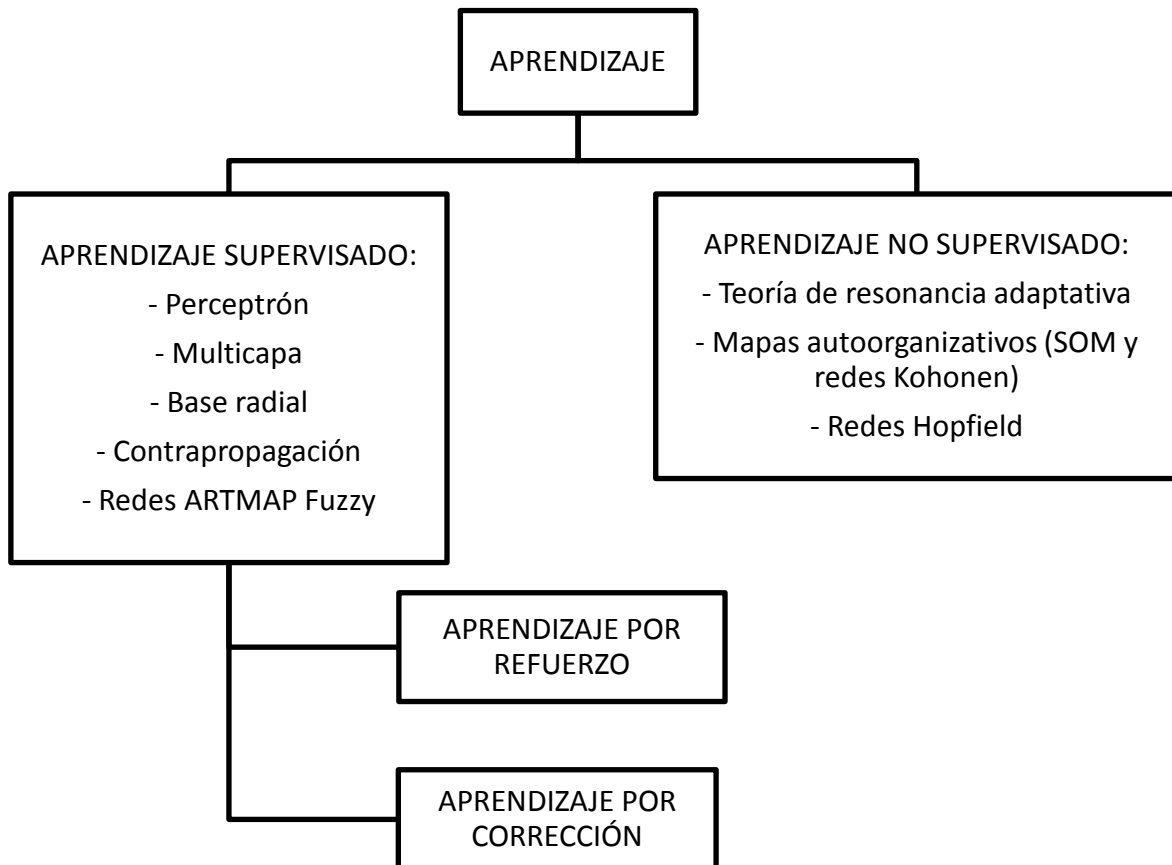 APRENDIZAJE
APRENDIZAJE SUPERVISADO:
- Perceptrón
- Multicapa
- Base radial
- Contrapropagación
- Redes ARTMAP Fuzzy
APRENDIZAJE NO SUPERVISADO:
- Teoría de resonancia adaptativa
- Mapas autoorganizativos (SOM y
redes Kohonen)
- Redes Hopfield
APRENDIZAJE POR
REFUERZO
APRENDIZAJE POR
CORRECCIÓN